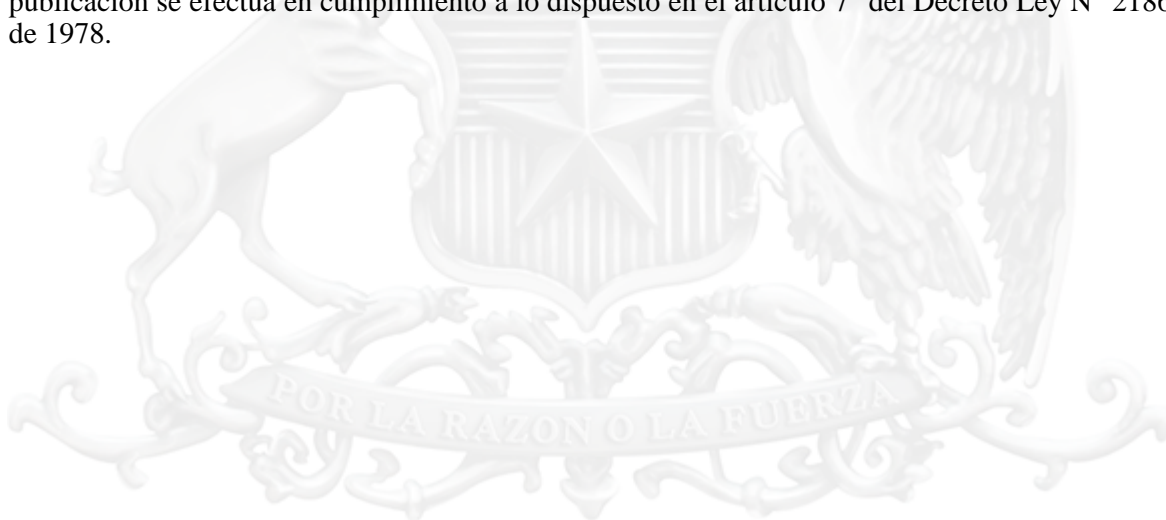 publicación se efectúa en cumplimiento a lo dispuesto en el artículo 7° del Decreto Ley N° 2186
de 1978.
POR LA RAZON O LA FUERZA